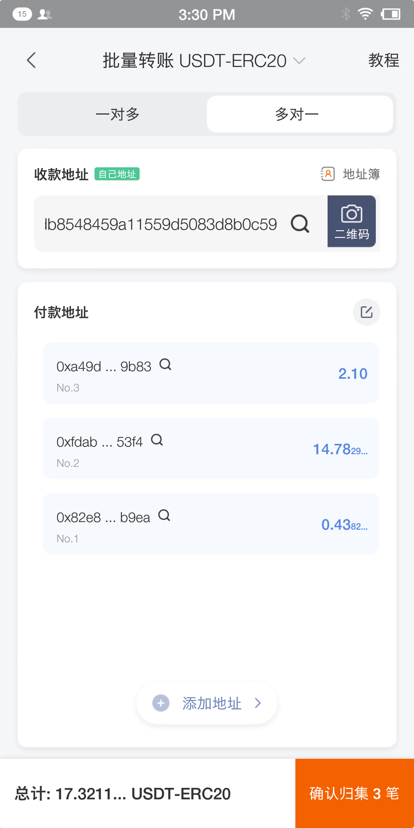 15
3:30 PM
批量转账 USDT-ERC20
教程
一对多
多对一
收款地址 自己地址
地址簿
lb8548459a11559d5083d8b0c59
二维码
付款地址
0xa49d ... 9b83
2.10
No.3
0xfdab ... 53f4
14.7829...
No.2
0x82e8 ... b9ea
0.4382...
No.1
添加地址
总计: 17.3211... USDT-ERC20
确认归集 3 笔